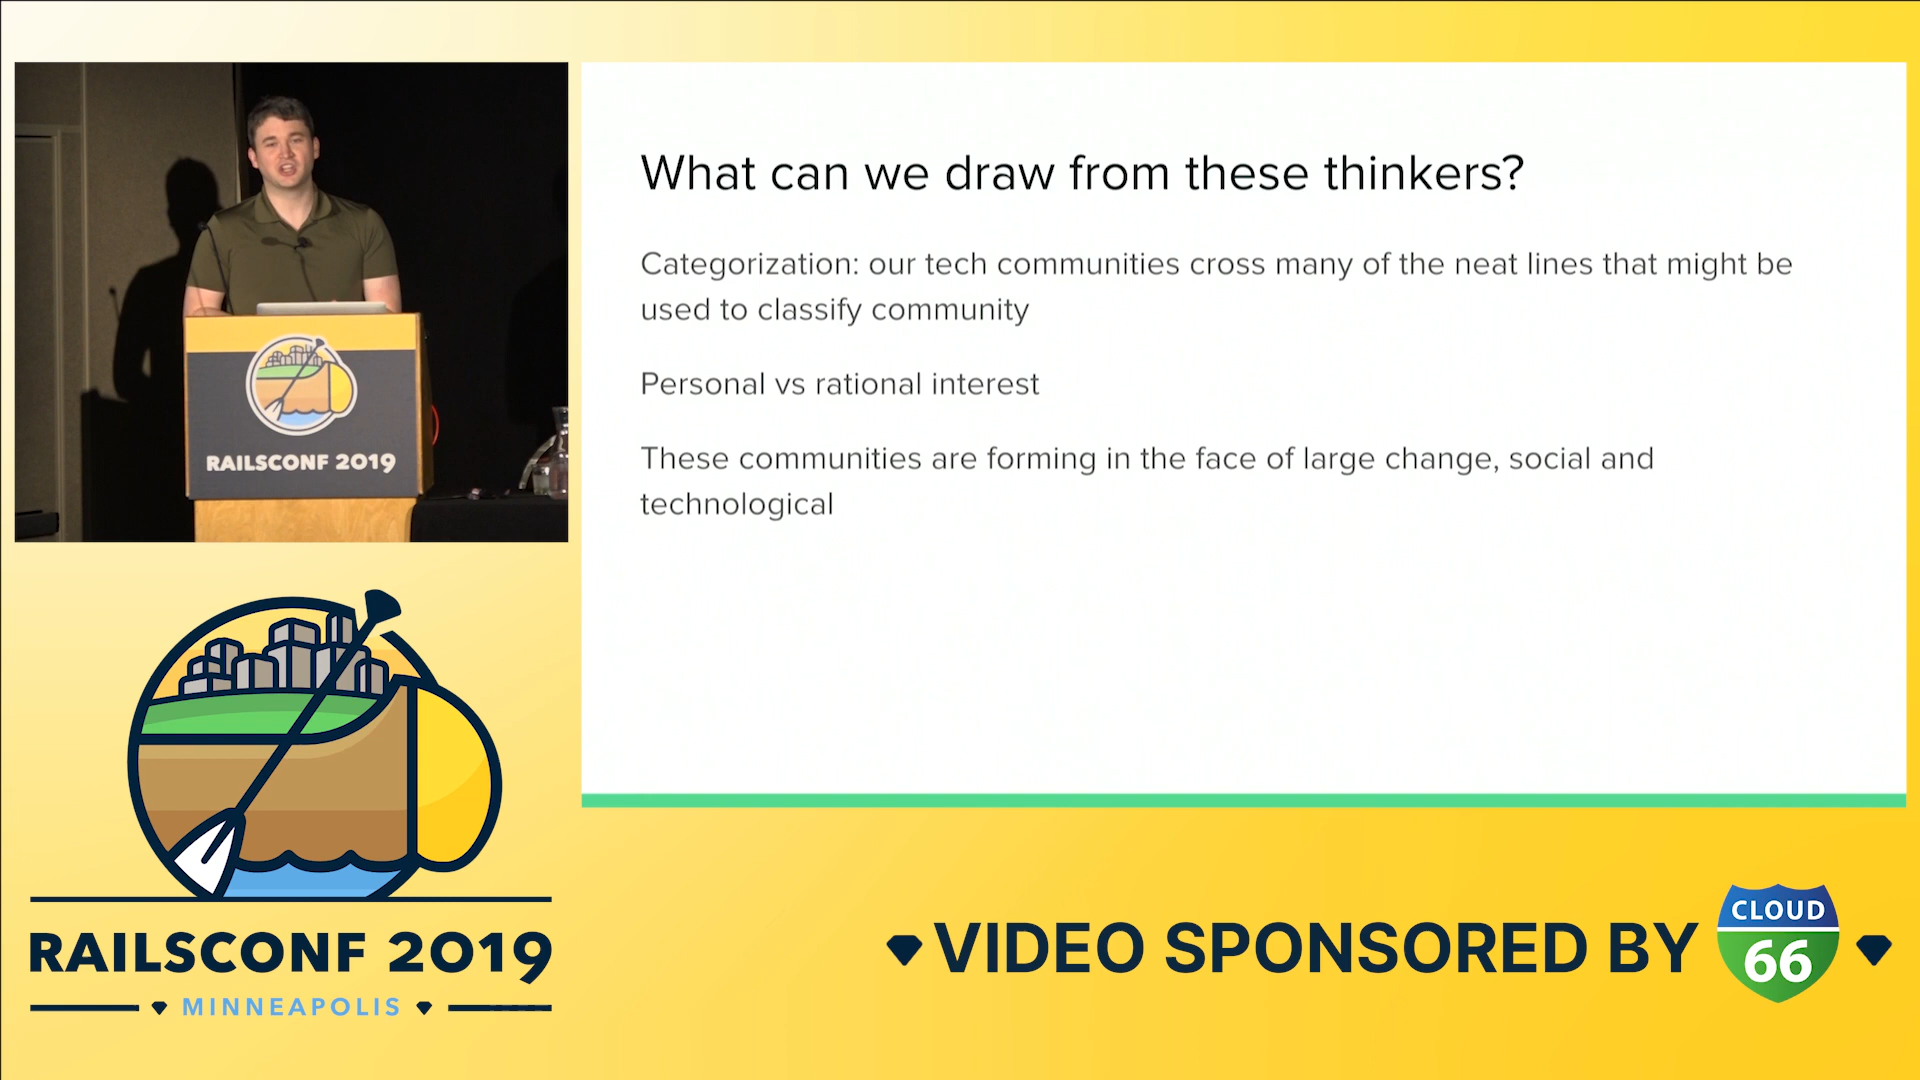 What can we draw from these thinkers?
Categorization: our tech communities cross many of the neat lines that might be
used to classify community
Personal vs rational interest
These communities are forming in the face of large change, social and
technological
RAILSCONF 2019
RAILSCONF 2019
MINNEAPOLIS
VIDEO SPONSORED BY
CLOUD
66